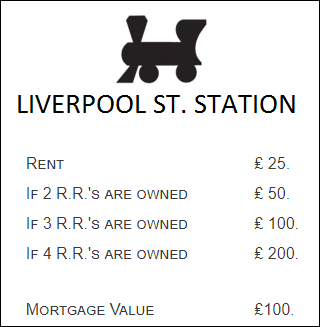 LIVERPOOL ST. STATION
RENT ₤ 25.
IF 2 R.R.'S ARE OWNED ₤ 50.
IF 3 R.R.'S ARE OWNED ₤ 100.
IF 4 R.R.'S ARE OWNED ₤ 200.
MORTGAGE VALUE ₤100.